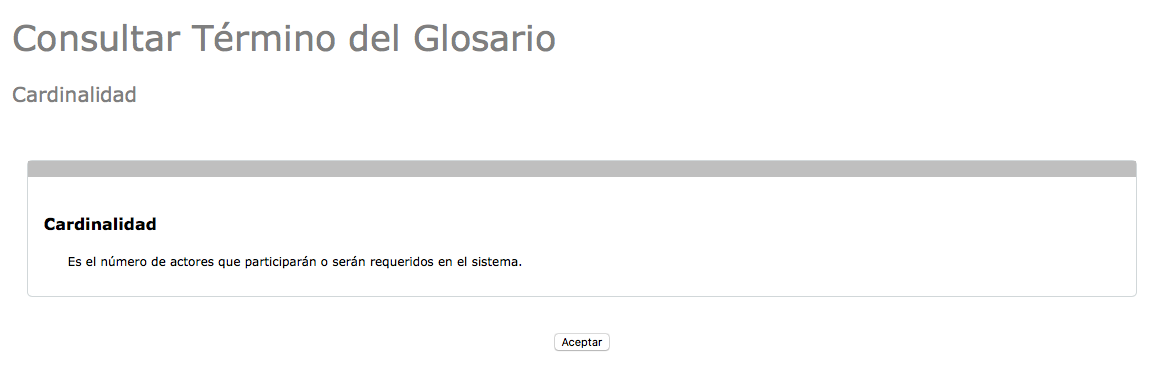 Consultar Término del Glosario
Cardinalidad
Cardinalidad
Es el número de actores que participarán o serán requeridos en el sistema.
Aceptar